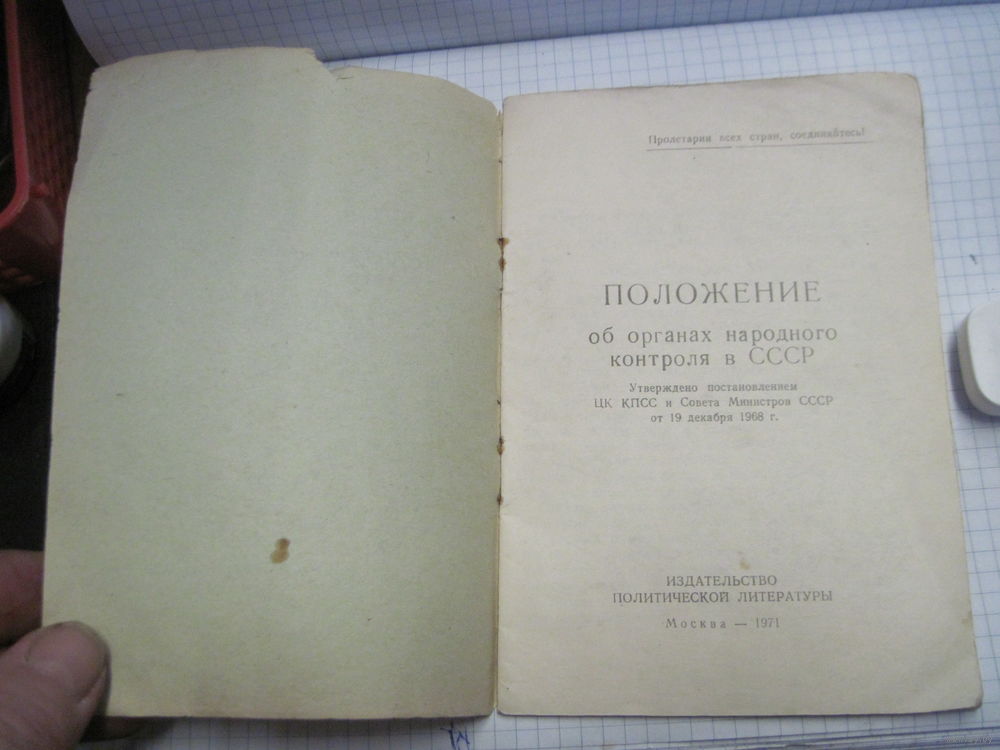 Пролетарии всех стран, соединяйтесь!
ПОЛОЖЕНИЕ
об органах народного
контроля в СССР
Утверждено постановлением
ЦК КПСС и Совета Министров СССР
от 19 декабря 1968 г.
ИЗДАТЕЛЬСТВО
ПОЛИТИЧЕСКОЙ ЛИТЕРАТУРЫ
Москва — 1971